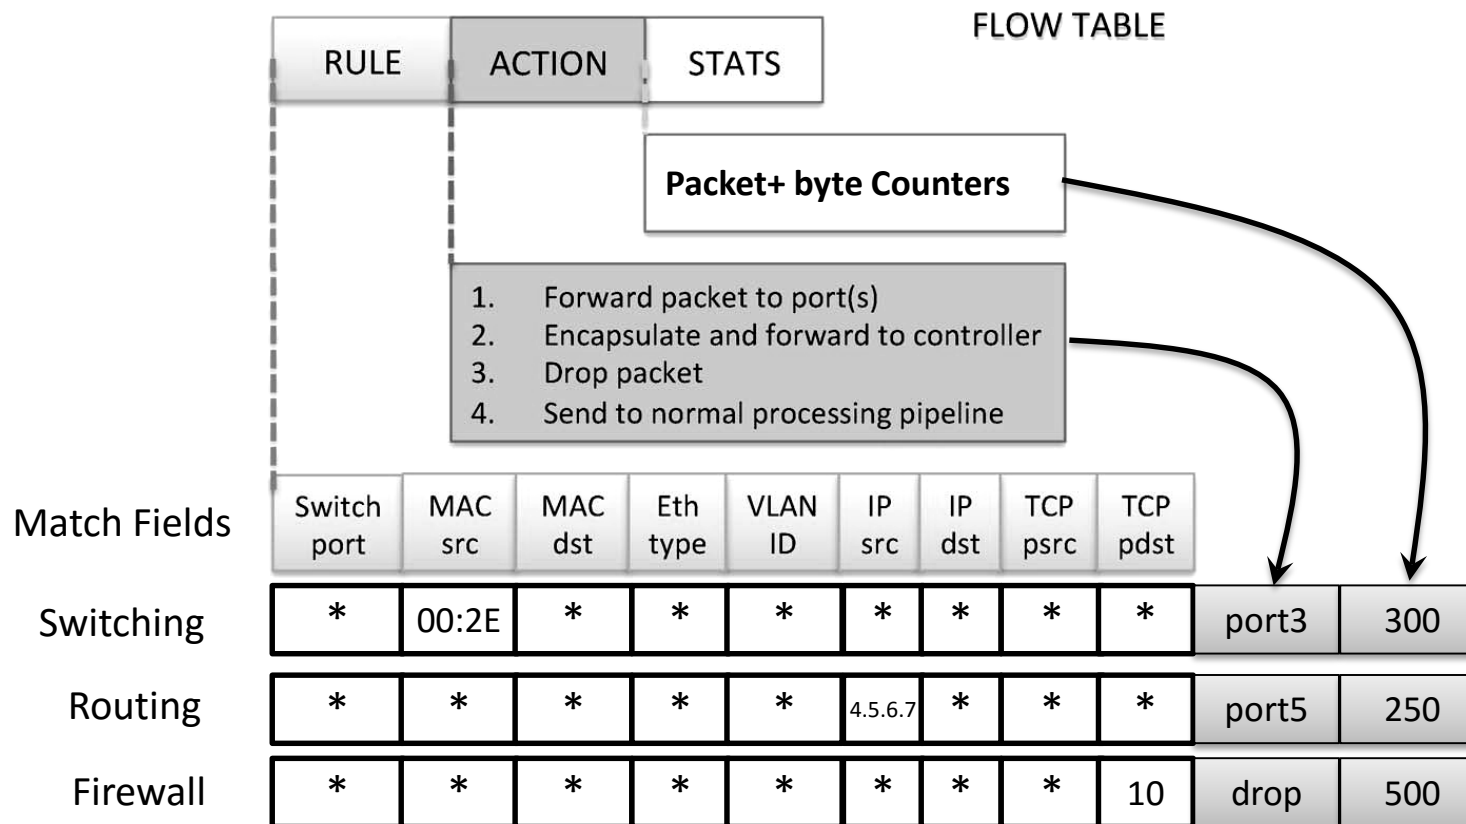 FLOW TABLE
RULE ACTION STATS
Packet+ byte Counters
1. Forward packet to port(s)
2. Encapsulate and forward to controller
3. Drop packet
4. Send to normal processing pipeline
Match Fields
Switch port
MAC src
MAC dst
Eth type
VLAN ID
IP src
IP dst
TCP psrc
TCP pdst
Switching * 00:2E * * * * * * * port3 300
Routing * * * * * 4.5.6.7 * * * port5 250
Firewall * * * * * * * * 10 drop 500